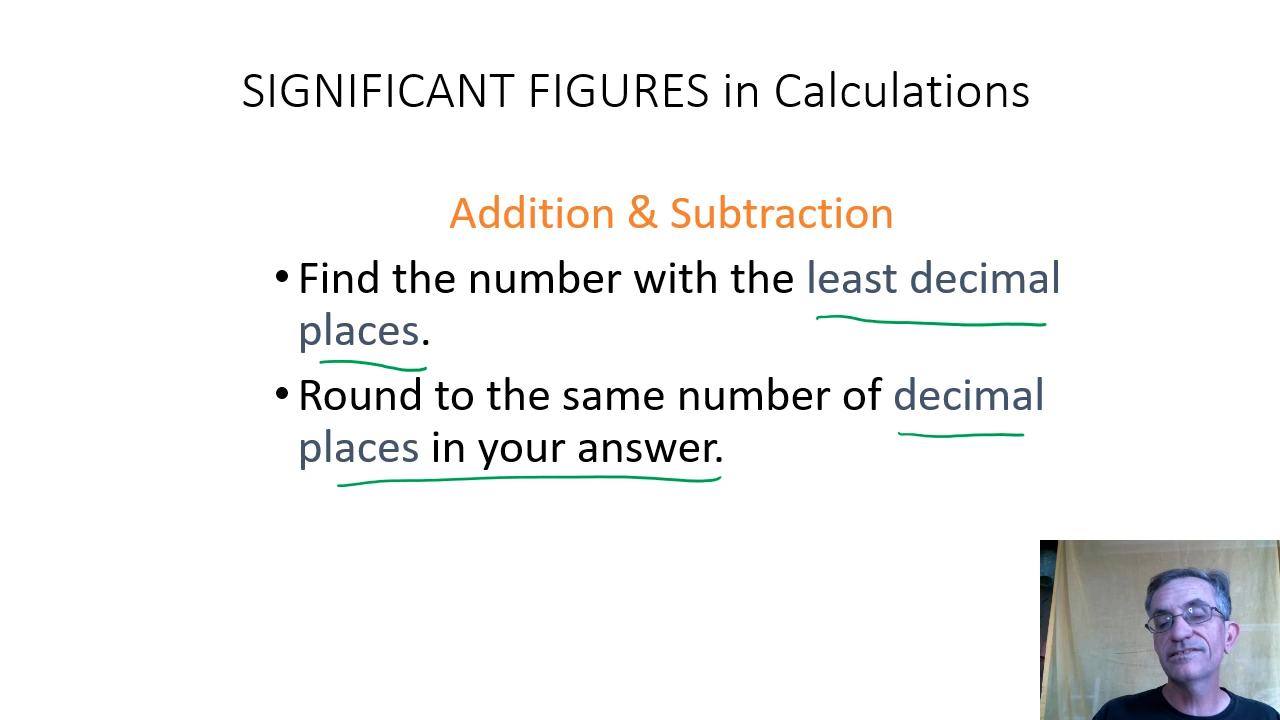 SIGNIFICANT FIGURES in Calculations
Addition & Subtraction
•Find the number with the least decimal
places.
•Round to the same number of decimal
places in your answer.